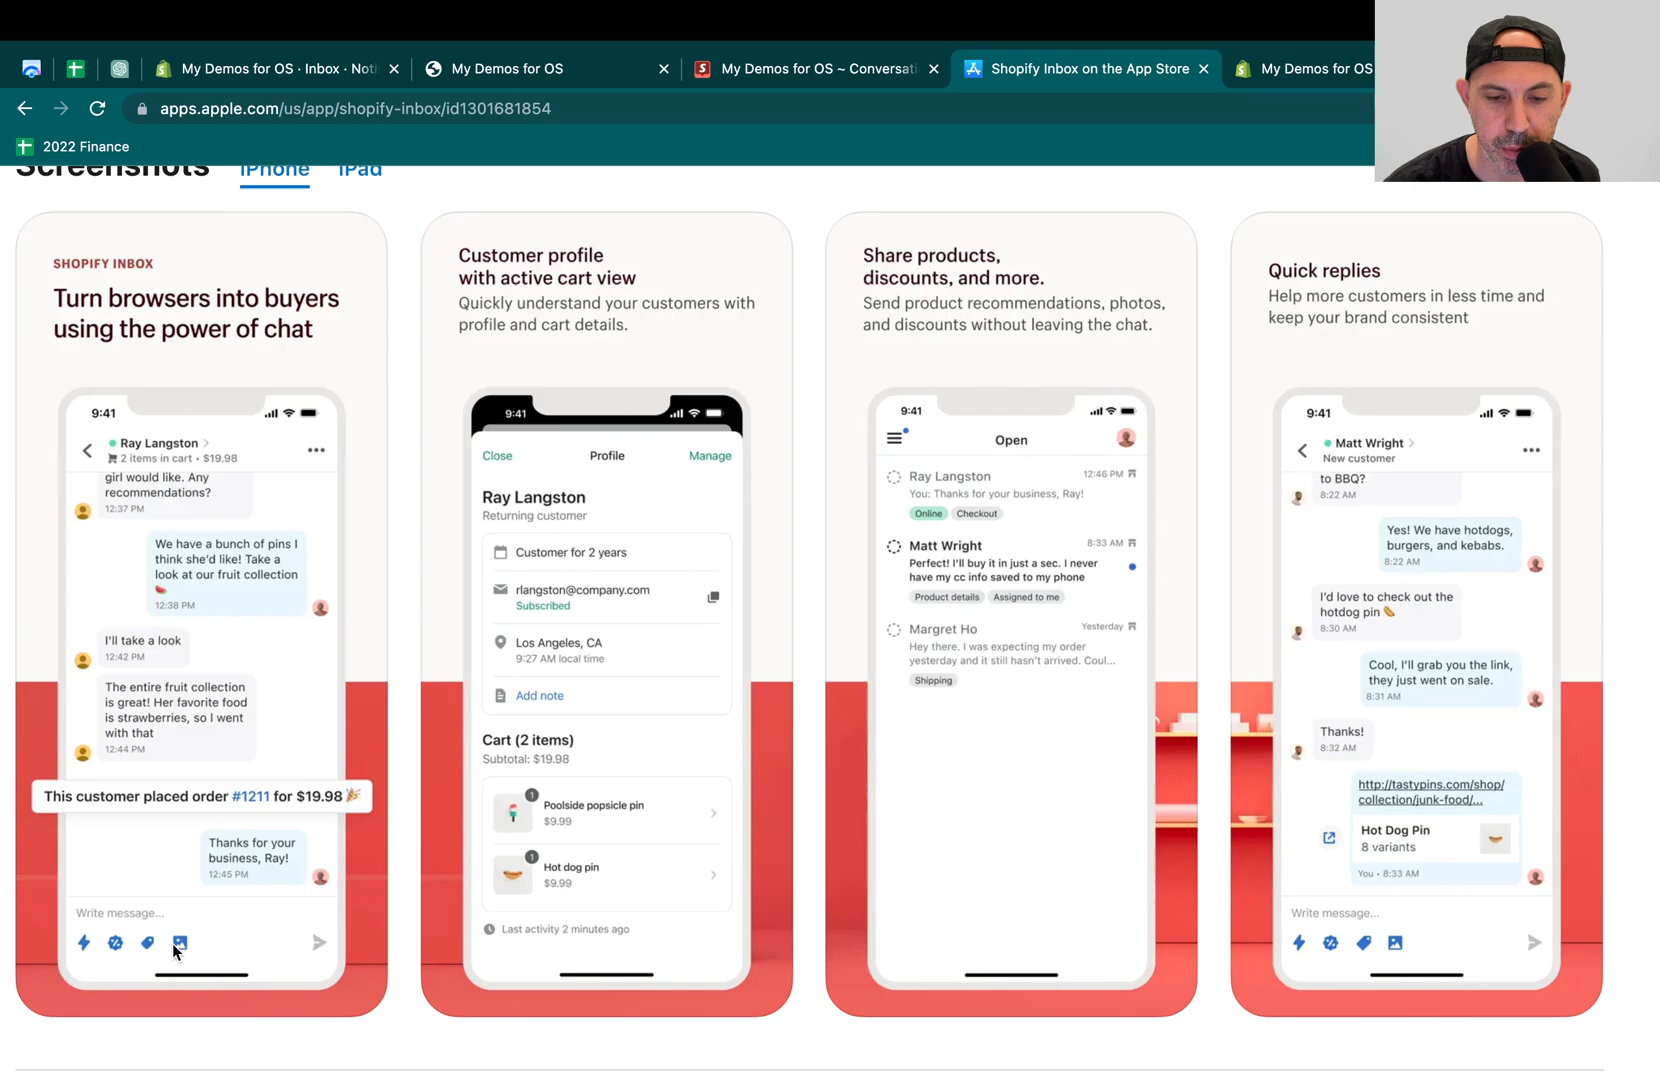 My Demos for OS · Inbox · Noti
My Demos for OS
My Demos for OS ~ Conversati
Shopify Inbox on the App Store
My Demos for OS
apps.apple.com/us/app/shopify-inbox/id1301681854
2022 Finance
Screenshots
iPhone
iPad
SHOPIFY INBOX
Turn browsers into buyers
using the power of chat
9:41
Ray Langston
2 items in cart • $19.98
girl would like. Any
recommendations?
12:37 PM
We have a bunch of pins I
think she'd like! Take a
look at our fruit collection
🍉
12:38 PM
I'll take a look
12:42 PM
The entire fruit collection
is great! Her favorite food
is strawberries, so I went
with that
12:44 PM
This customer placed order #1211 for $19.98 🎉
Thanks for your
business, Ray!
12:45 PM
Write message...
Customer profile
with active cart view
Quickly understand your customers with
profile and cart details.
9:41
Close
Profile
Manage
Ray Langston
Returning customer
Customer for 2 years
rlangston@company.com
Subscribed
Los Angeles, CA
9:27 AM local time
Add note
Cart (2 items)
Subtotal: $19.98
1
Poolside popsicle pin
$9.99
1
Hot dog pin
$9.99
Last activity 2 minutes ago
Share products,
discounts, and more.
Send product recommendations, photos,
and discounts without leaving the chat.
9:41
Open
Ray Langston
12:46 PM
You: Thanks for your business, Ray!
Online
Checkout
Matt Wright
8:33 AM
Perfect! I'll buy it in just a sec. I never
have my cc info saved to my phone
Product details
Assigned to me
Margret Ho
Yesterday
Hey there. I was expecting my order
yesterday and it still hasn't arrived. Coul...
Shipping
Quick replies
Help more customers in less time and
keep your brand consistent
9:41
Matt Wright
New customer
to BBQ?
8:22 AM
Yes! We have hotdogs,
burgers, and kebabs.
8:22 AM
I'd love to check out the
hotdog pin 🌭
8:30 AM
Cool, I'll grab you the link,
they just went on sale.
8:31 AM
Thanks!
8:32 AM
http://tastypins.com/shop/
collection/junk-food/...
Hot Dog Pin
8 variants
You • 8:33 AM
Write message...